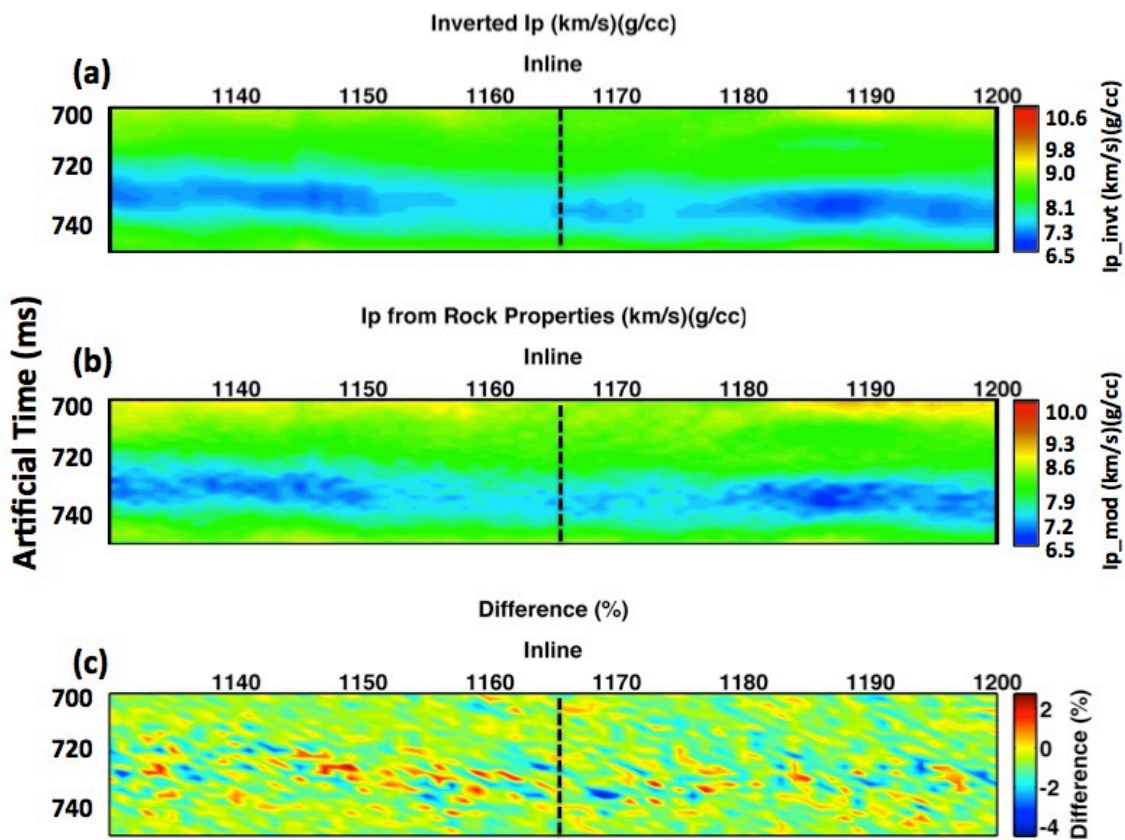 Inverted Ip (km/s)(g/cc)
(a)
Inline
1140 1150 1160 1170 1180 1190 1200
700
720
740
10.6
9.8
9.0
8.1
7.3
6.5
Ip_invt (km/s)(g/cc)
Artificial Time (ms)
Ip from Rock Properties (km/s)(g/cc)
(b)
Inline
1140 1150 1160 1170 1180 1190 1200
700
720
740
10.0
9.3
8.6
7.9
7.2
6.5
Ip_mod (km/s)(g/cc)
Difference (%)
(c)
Inline
1140 1150 1160 1170 1180 1190 1200
700
720
740
2
0
-2
-4
Difference (%)